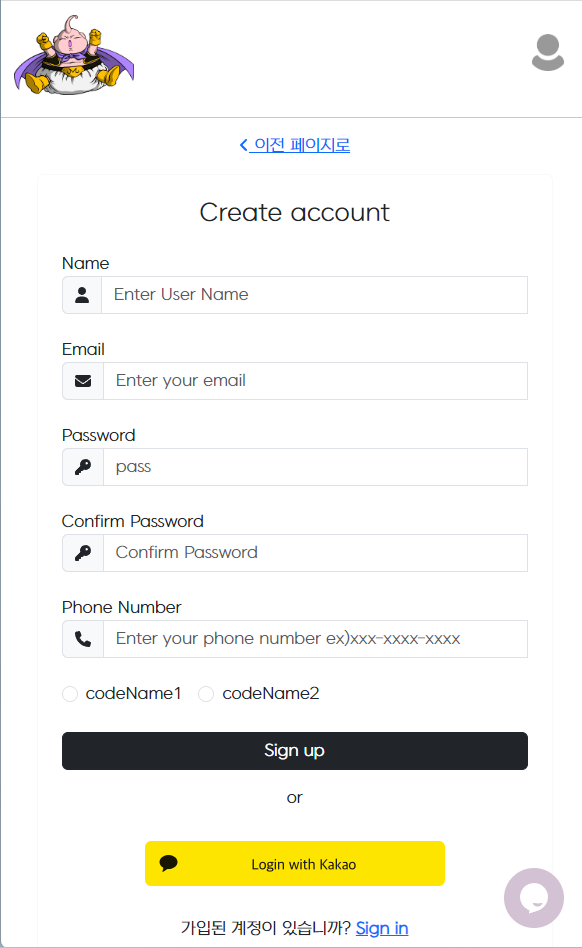 이전 페이지로
Create account
Name
Enter User Name
Email
Enter your email
Password
pass
Confirm Password
Confirm Password
Phone Number
Enter your phone number ex)xxx-xxxx-xxxx
codeName1 codeName2
Sign up
or
Login with Kakao
가입된 계정이 있습니까? Sign in